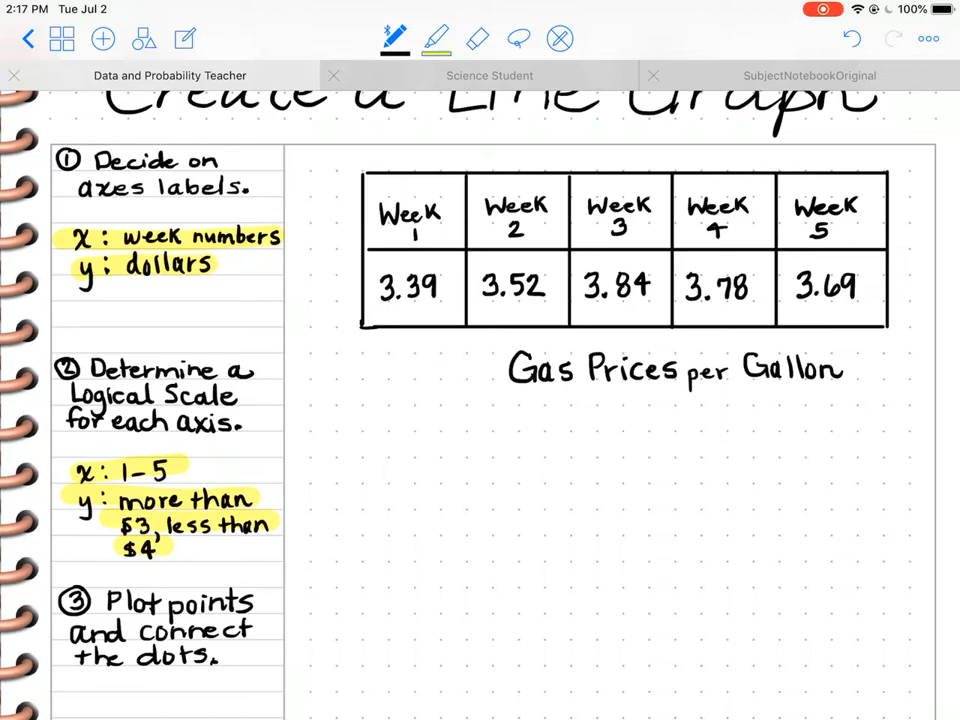 2:17 PM Tue Jul 2
100%
Data and Probability Teacher
Science Student
SubjectNotebookOriginal
Create a Line Graph
① Decide on
axes labels.
x: week numbers
y: dollars
② Determine a
Logical Scale
for each axis.
x: 1-5
y: more than
$3, less than
$4
③ Plot points
and connect
the dots.
Week 1 Week 2 Week 3 Week 4 Week 5
3.39 3.52 3.84 3.78 3.69
Gas Prices per Gallon